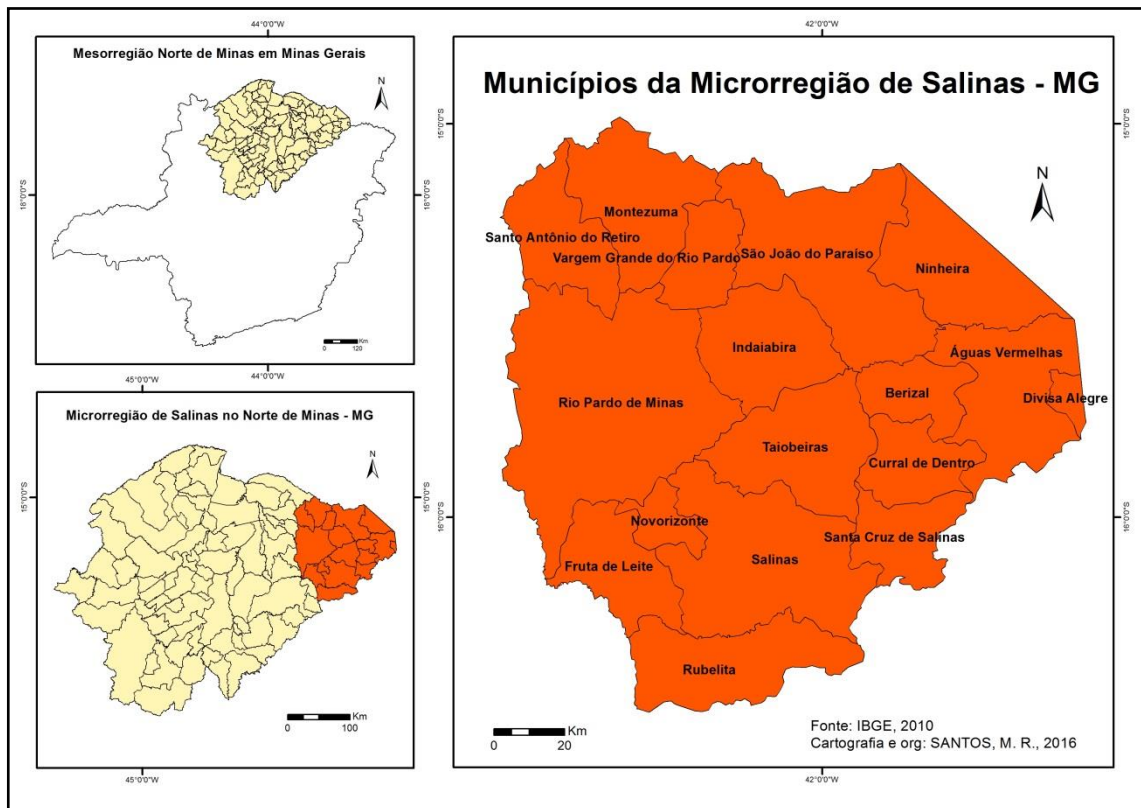 44°0'0"W
Mesorregião Norte de Minas em Minas Gerais
N
18°0'0"S
18°0'0"S
Km
0 120
44°0'0"W
45°0'0"W
Microrregião de Salinas no Norte de Minas - MG
N
15°0'0"S
15°0'0"S
Km
0 100
45°0'0"W
42°0'0"W
Municípios da Microrregião de Salinas - MG
15°0'0"S
15°0'0"S
N
Montezuma
Santo Antônio do Retiro
Vargem Grande do Rio Pardo
São João do Paraíso
Ninheira
Indaiabira
Águas Vermelhas
Rio Pardo de Minas
Berizal
Divisa Alegre
Taiobeiras
Curral de Dentro
16°0'0"S
16°0'0"S
Novorizonte
Santa Cruz de Salinas
Fruta de Leite
Salinas
Rubelita
Km
0 20
Fonte: IBGE, 2010
Cartografia e org: SANTOS, M. R., 2016
42°0'0"W